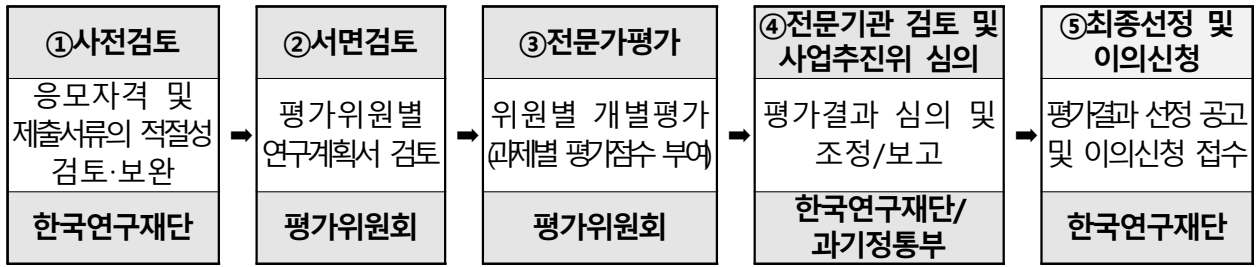 ①사전검토
응모자격 및
제출서류의 적절성
검토·보완
한국연구재단
➡
②서면검토
평가위원별
연구계획서 검토
평가위원회
➡
③전문가평가
위원별 개별평가
(과제별 평가점수 부여)
평가위원회
➡
④전문기관 검토 및
사업추진위 심의
평가결과 심의 및
조정/보고
한국연구재단/
과기정통부
➡
⑤최종선정 및
이의신청
평가결과 선정 공고
및 이의신청 접수
한국연구재단